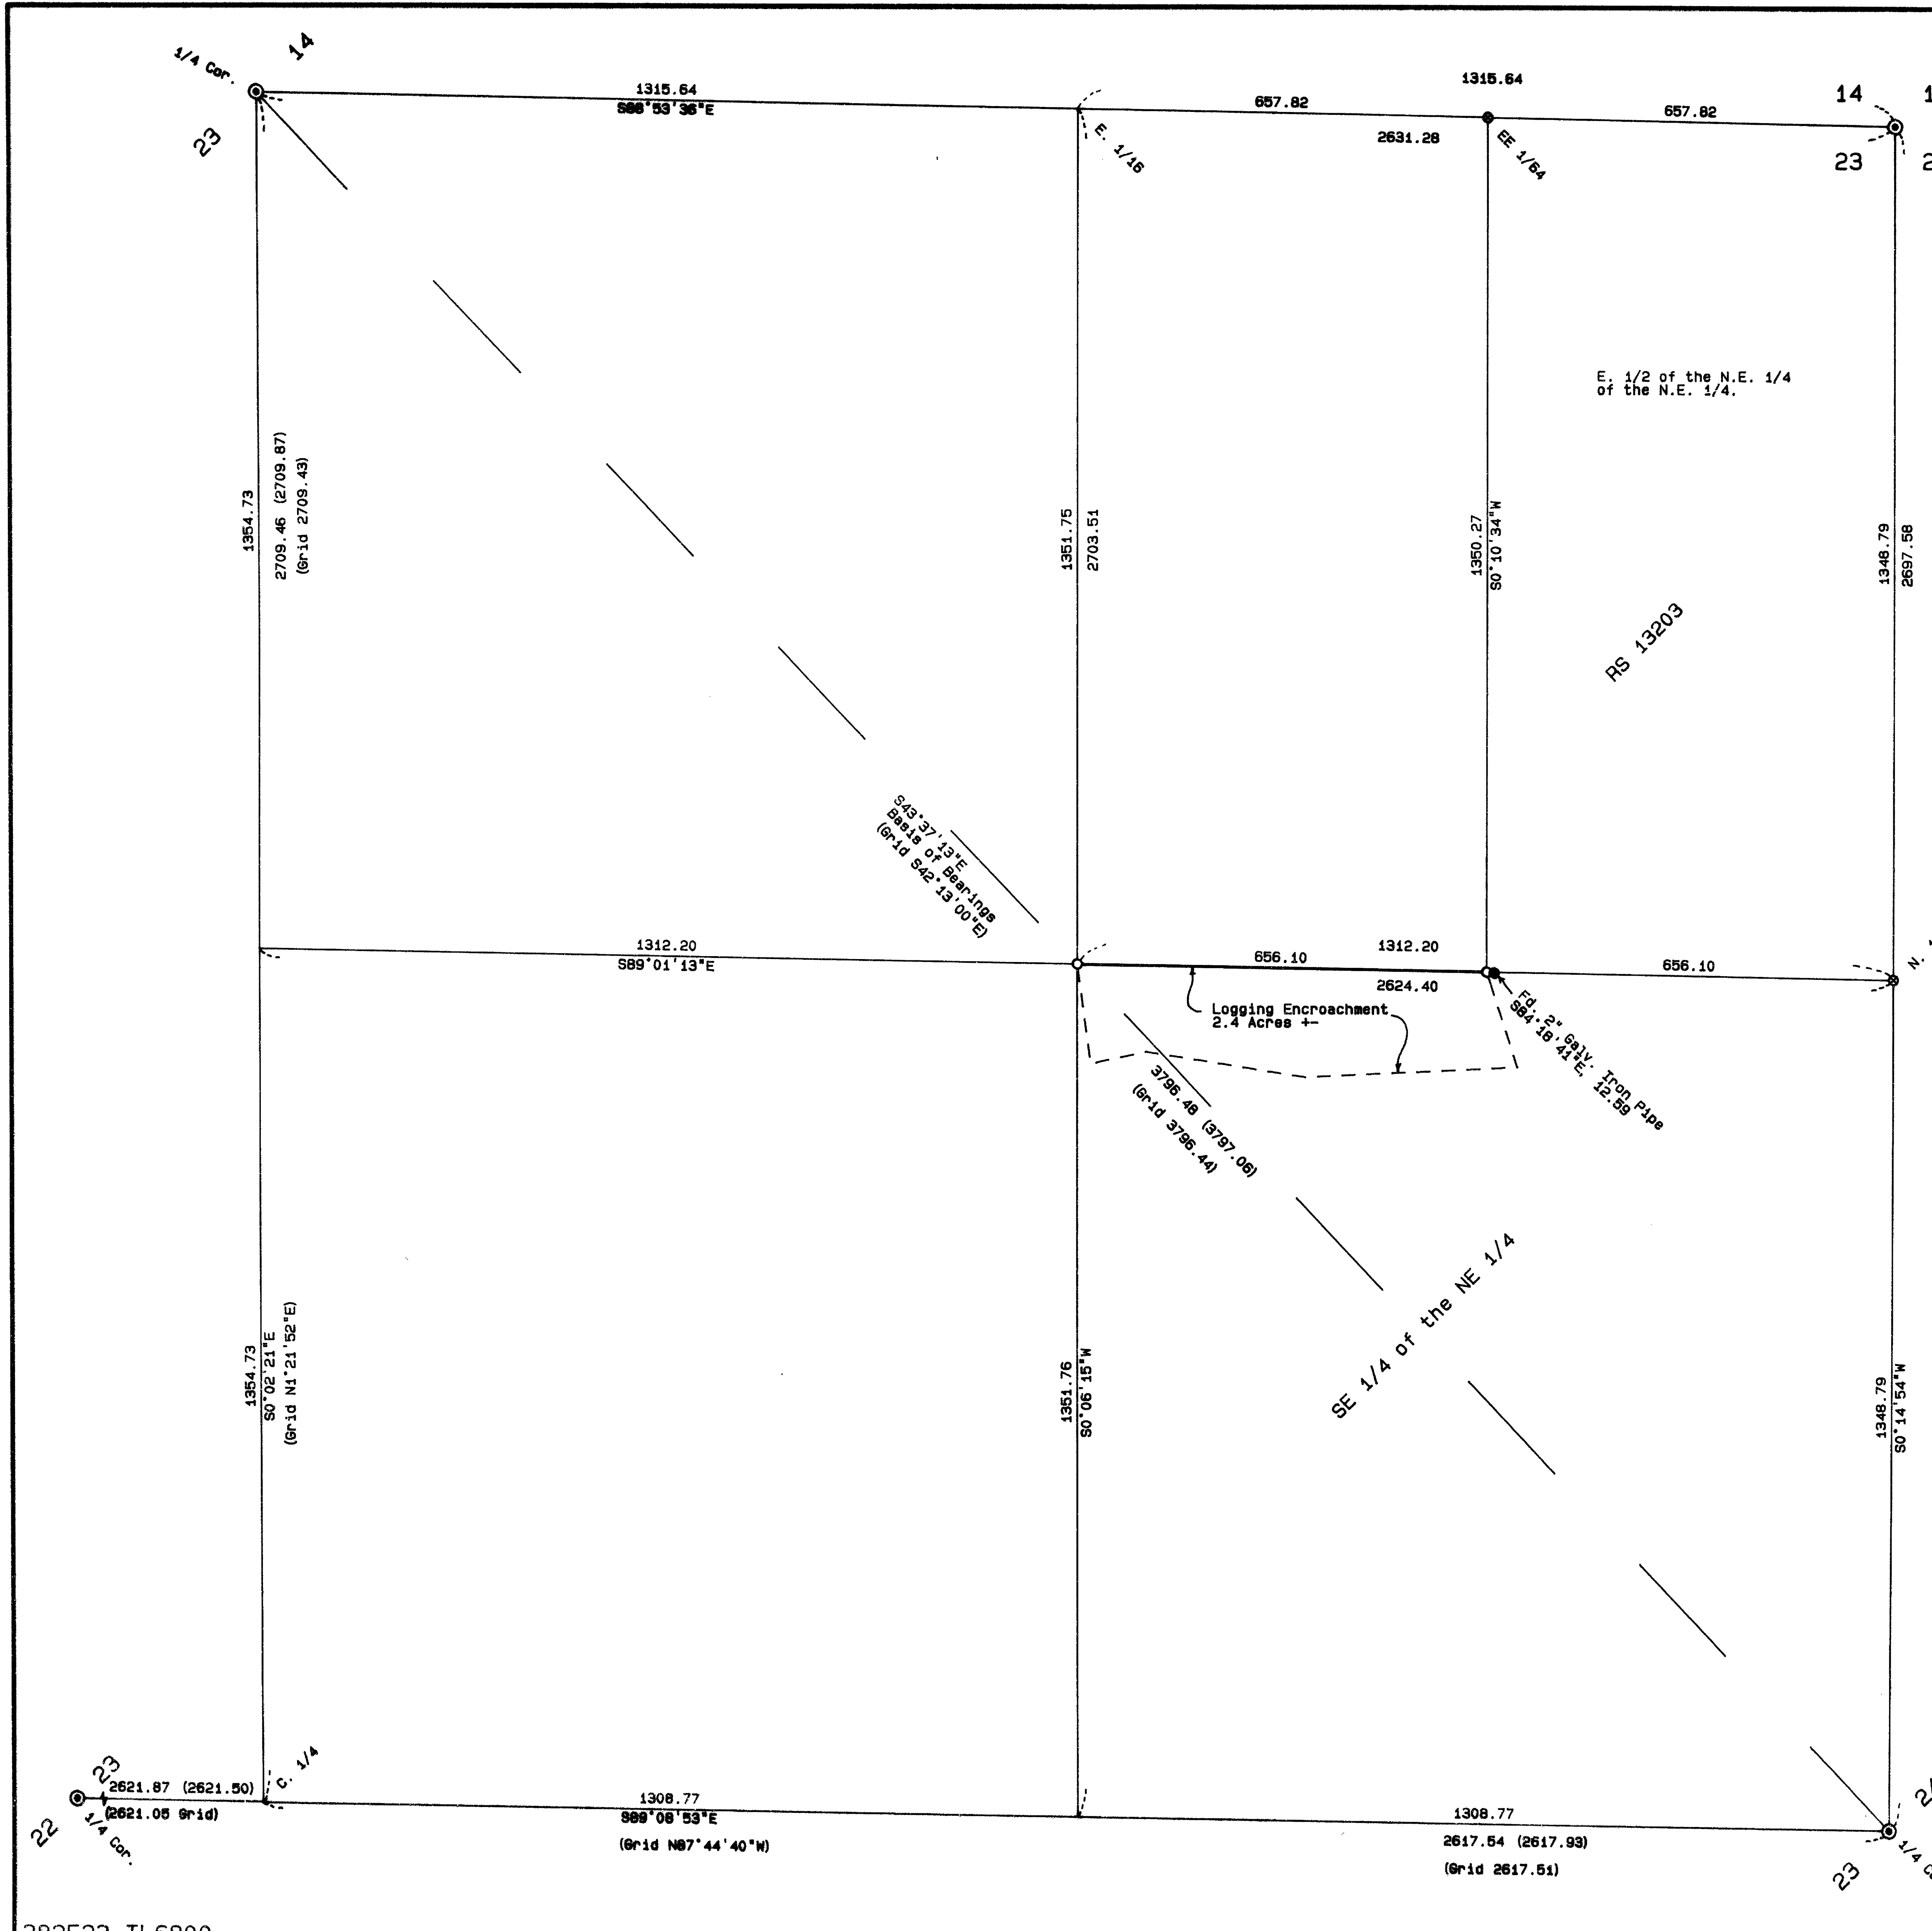 1/4 Cor.
14
23
1315.64
S88°53'36"E
1315.64
657.82
2631.28
657.82
14
23
E. 1/16
EE 1/64
E. 1/2 of the N.E. 1/4
of the N.E. 1/4.
1354.73
2709.46 (2709.87)
(Grid 2709.43)
1351.75
2703.51
1350.27
S0°10'34"W
1348.79
2697.58
RS 13203
S43°37'13"E
Basis of Bearings
(Grid S42°13'00"E)
1312.20
S89°01'13"E
656.10
1312.20
2624.40
656.10
N.
Logging Encroachment
2.4 Acres +-
Fd. 2" Galv. Iron Pipe
S84°18'41"E, 12.59
3796.48 (3797.06)
(Grid 3796.44)
SE 1/4 of the NE 1/4
1354.73
S0°02'21"E
(Grid N1°21'52"E)
1351.76
S0°06'15"W
1348.79
S0°14'54"W
C. 1/4
23
2621.87 (2621.50)
(2621.05 Grid)
22
1/4 Cor.
1308.77
S89°08'53"E
(Grid N87°44'40"W)
1308.77
2617.54 (2617.93)
(Grid 2617.51)
23
1/4